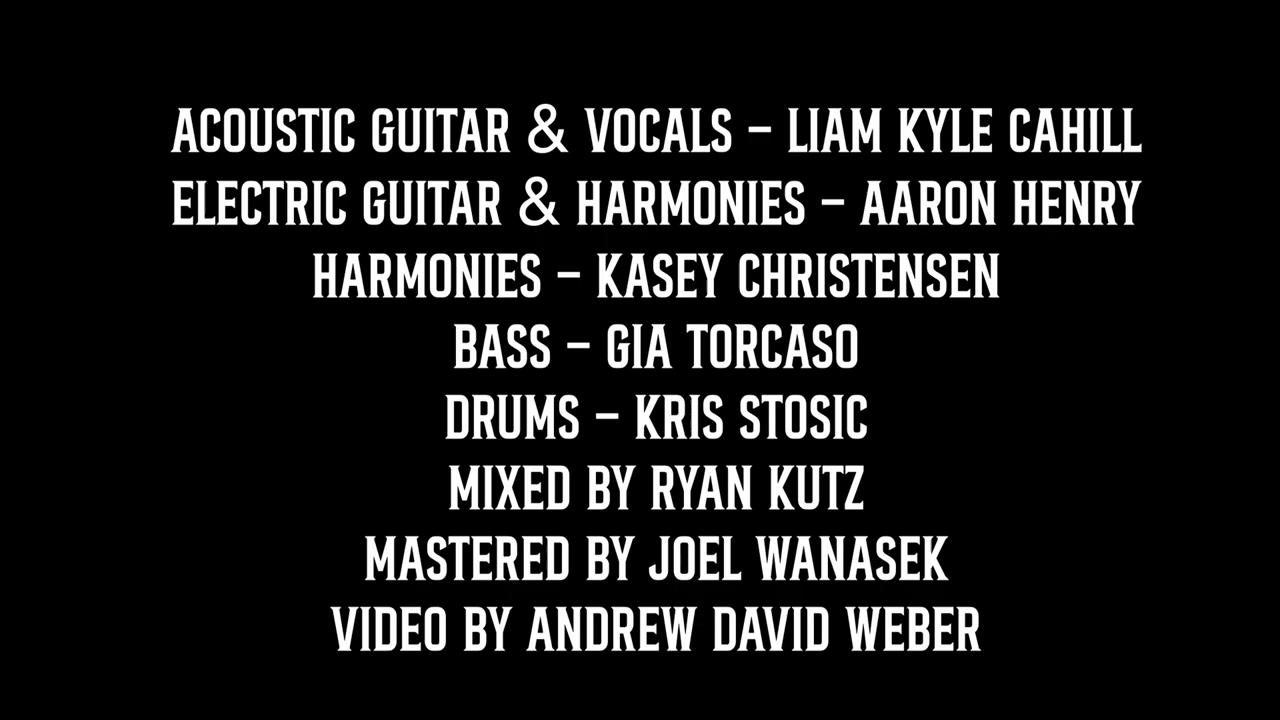 ACOUSTIC GUITAR & VOCALS – LIAM KYLE CAHILL
ELECTRIC GUITAR & HARMONIES – AARON HENRY
HARMONIES – KASEY CHRISTENSEN
BASS – GIA TORCASO
DRUMS – KRIS STOSIC
MIXED BY RYAN KUTZ
MASTERED BY JOEL WANASEK
VIDEO BY ANDREW DAVID WEBER